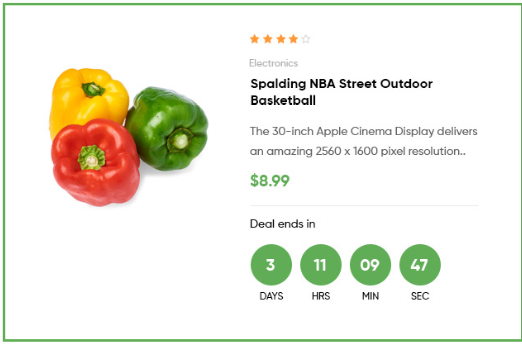 Electronics
Spalding NBA Street Outdoor
Basketball
The 30-inch Apple Cinema Display delivers
an amazing 2560 x 1600 pixel resolution..
$8.99
Deal ends in
3 11 09 47
DAYS HRS MIN SEC